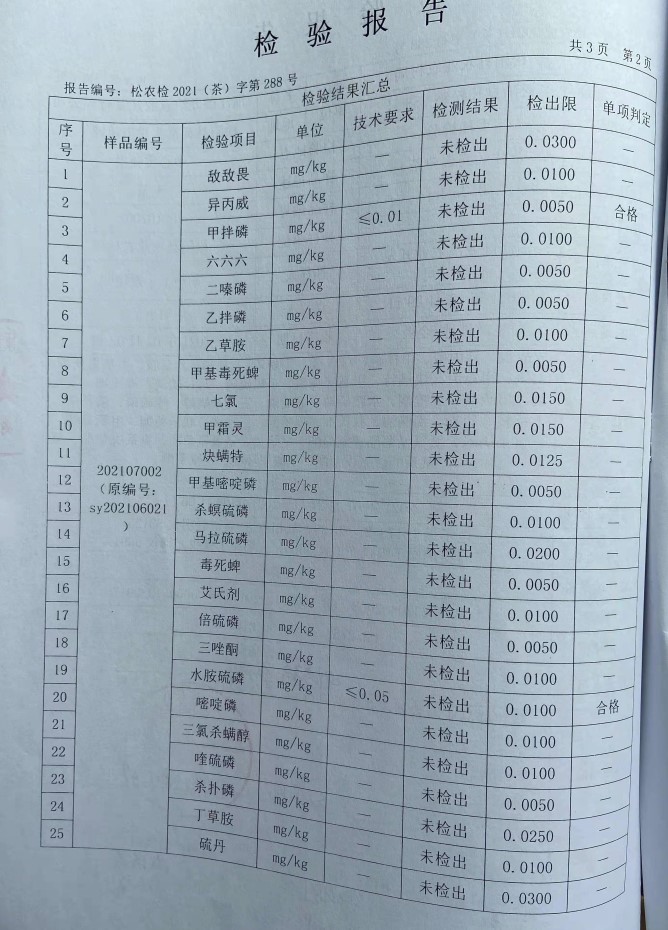 检验报告
共3页 第2页
报告编号：松农检2021（茶）字第288号
检验结果汇总
序号 样品编号 检验项目 单位 技术要求 检测结果 检出限 单项判定
1 敌敌畏 mg/kg — 未检出 0.0300 —
2 异丙威 mg/kg — 未检出 0.0100 —
3 甲拌磷 mg/kg ≤0.01 未检出 0.0050 合格
4 六六六 mg/kg — 未检出 0.0100 —
5 二嗪磷 mg/kg — 未检出 0.0050 —
6 乙拌磷 mg/kg — 未检出 0.0050 —
7 乙草胺 mg/kg — 未检出 0.0100 —
8 甲基毒死蜱 mg/kg — 未检出 0.0050 —
9 七氯 mg/kg — 未检出 0.0150 —
10 甲霜灵 mg/kg — 未检出 0.0150 —
11 炔螨特 mg/kg — 未检出 0.0125 —
202107002
（原编号：
sy202106021
）
12 甲基嘧啶磷 mg/kg — 未检出 0.0050 —
13 杀螟硫磷 mg/kg — 未检出 0.0100 —
14 马拉硫磷 mg/kg — 未检出 0.0200 —
15 毒死蜱 mg/kg — 未检出 0.0050 —
16 艾氏剂 mg/kg — 未检出 0.0100 —
17 倍硫磷 mg/kg — 未检出 0.0050 —
18 三唑酮 mg/kg — 未检出 0.0100 —
19 水胺硫磷 mg/kg ≤0.05 未检出 0.0100 合格
20 嘧啶磷 mg/kg — 未检出 0.0100 —
21 三氯杀螨醇 mg/kg — 未检出 0.0100 —
22 喹硫磷 mg/kg — 未检出 0.0050 —
23 杀扑磷 mg/kg — 未检出 0.0250 —
24 丁草胺 mg/kg — 未检出 0.0100 —
25 硫丹 mg/kg — 未检出 0.0300 —